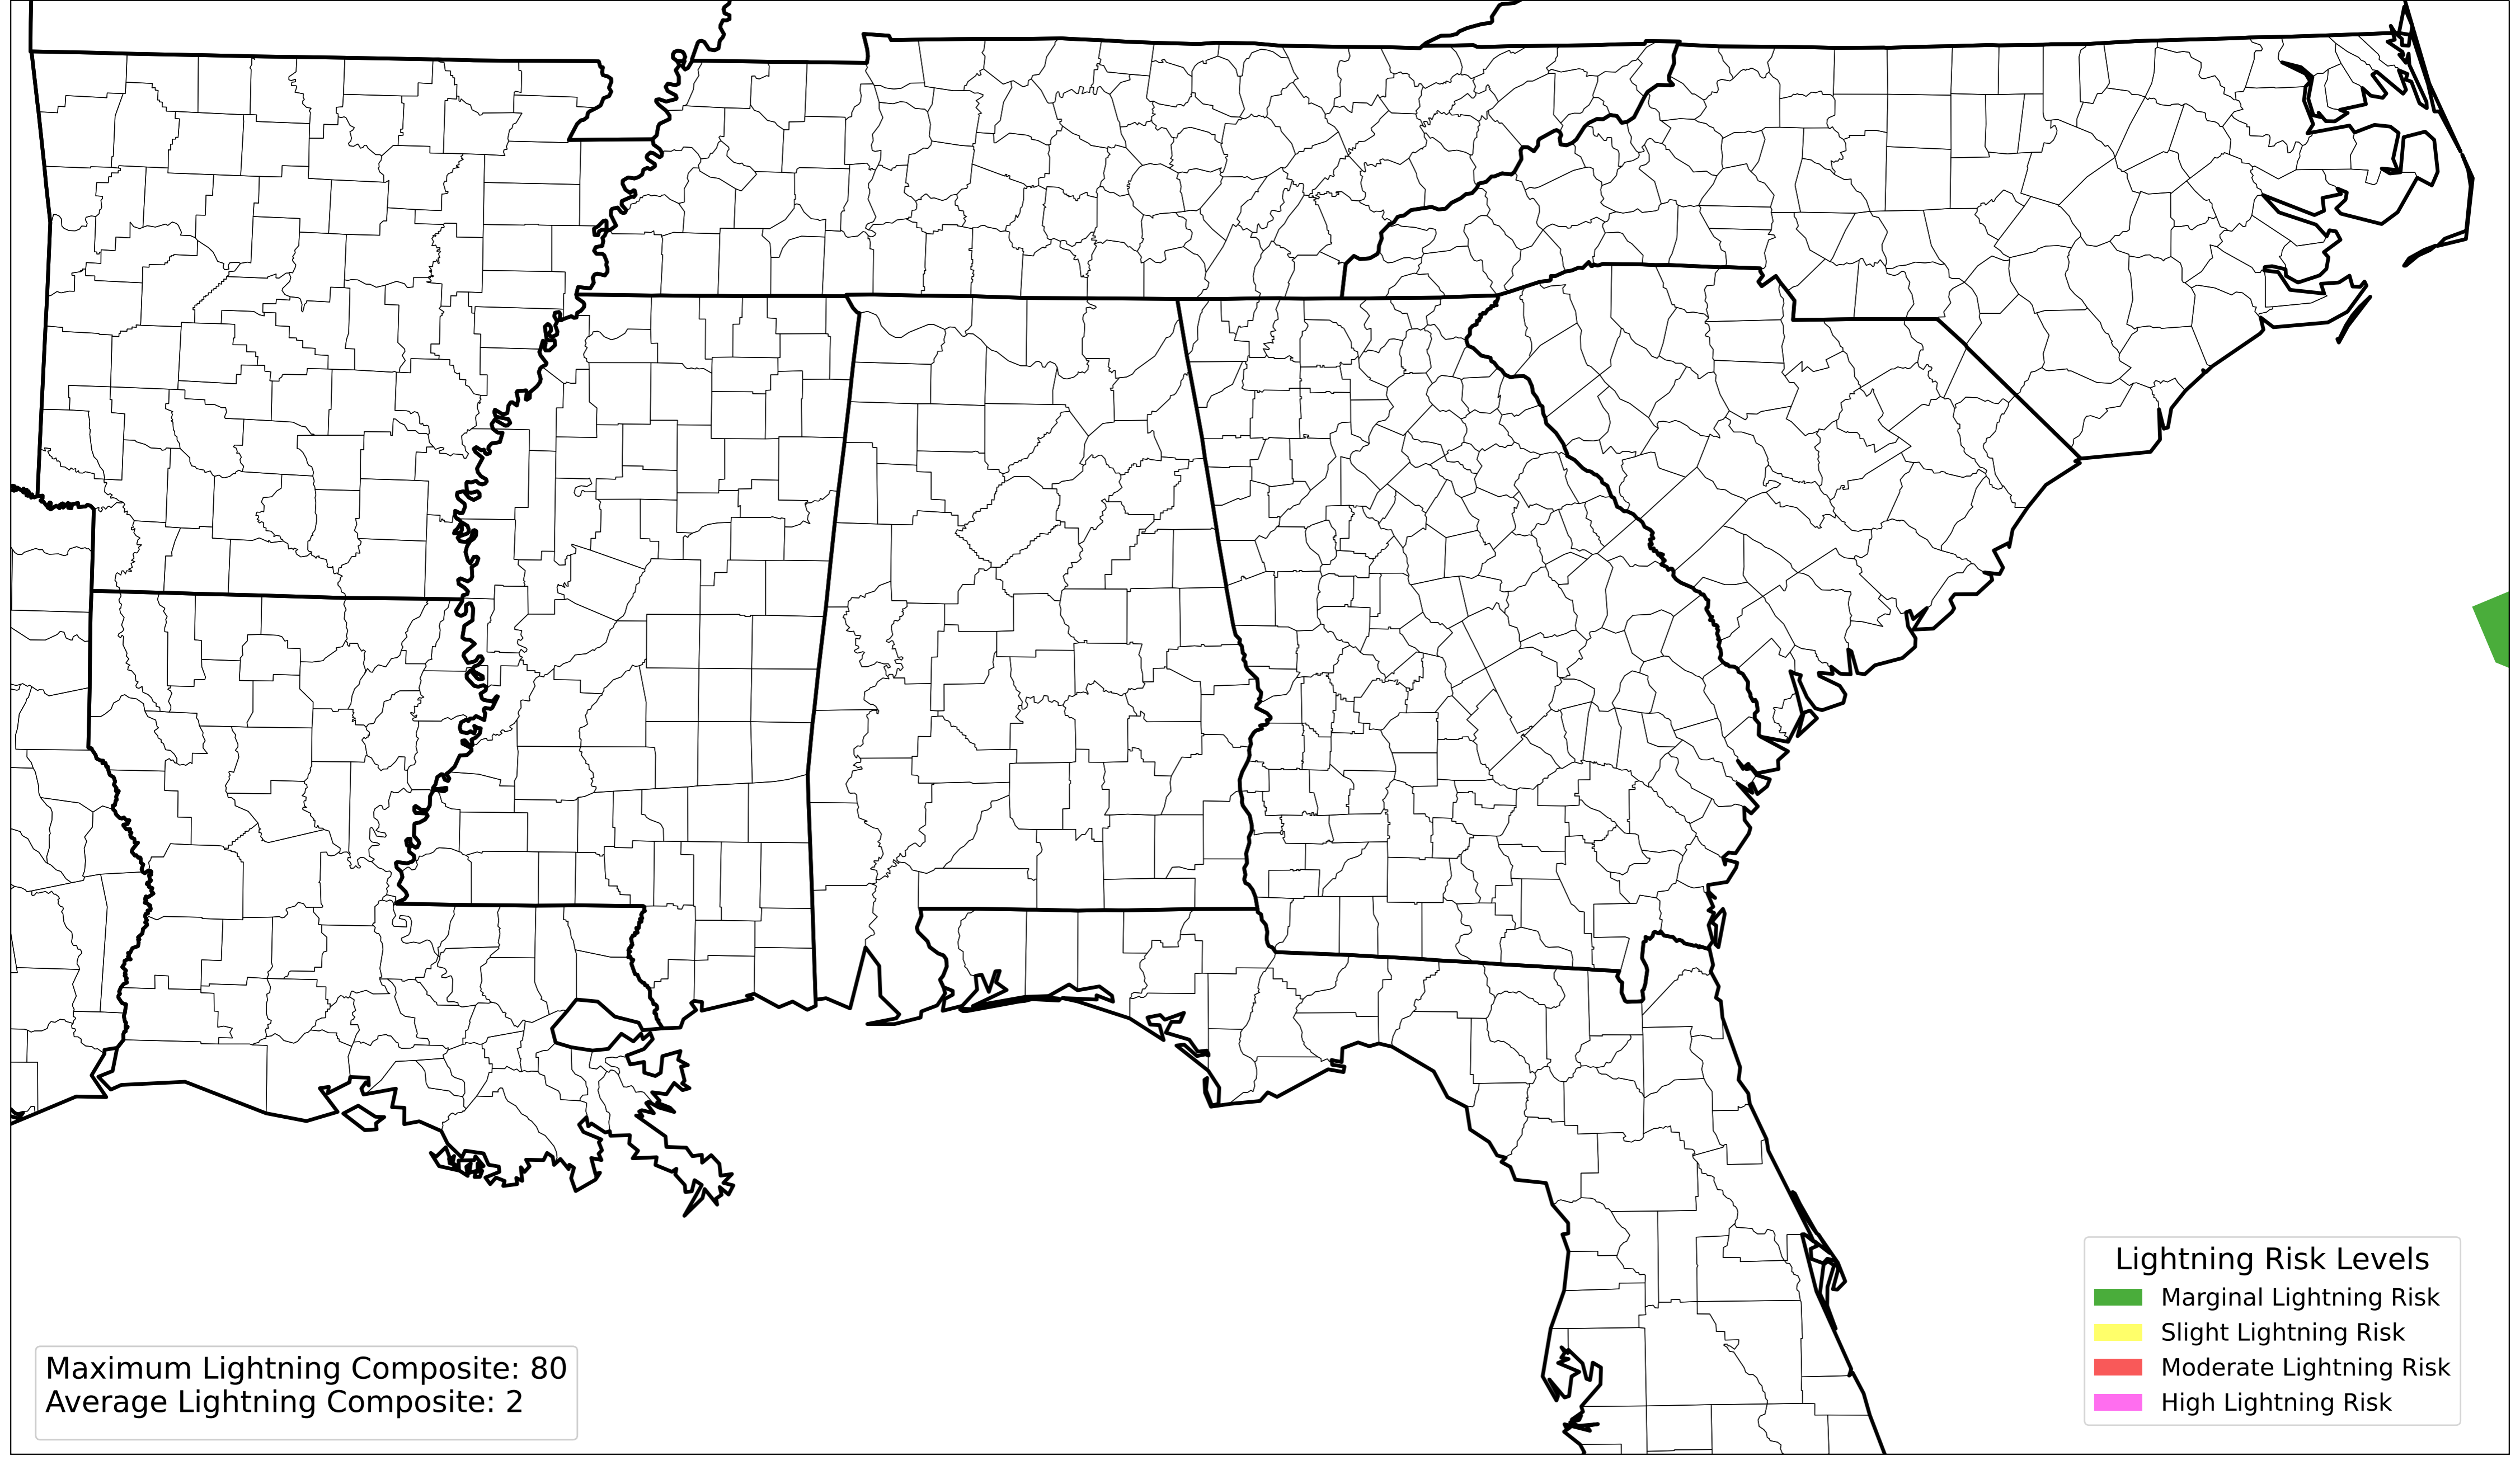 Maximum Lightning Composite: 80
Average Lightning Composite: 2
Lightning Risk Levels
Marginal Lightning Risk
Slight Lightning Risk
Moderate Lightning Risk
High Lightning Risk